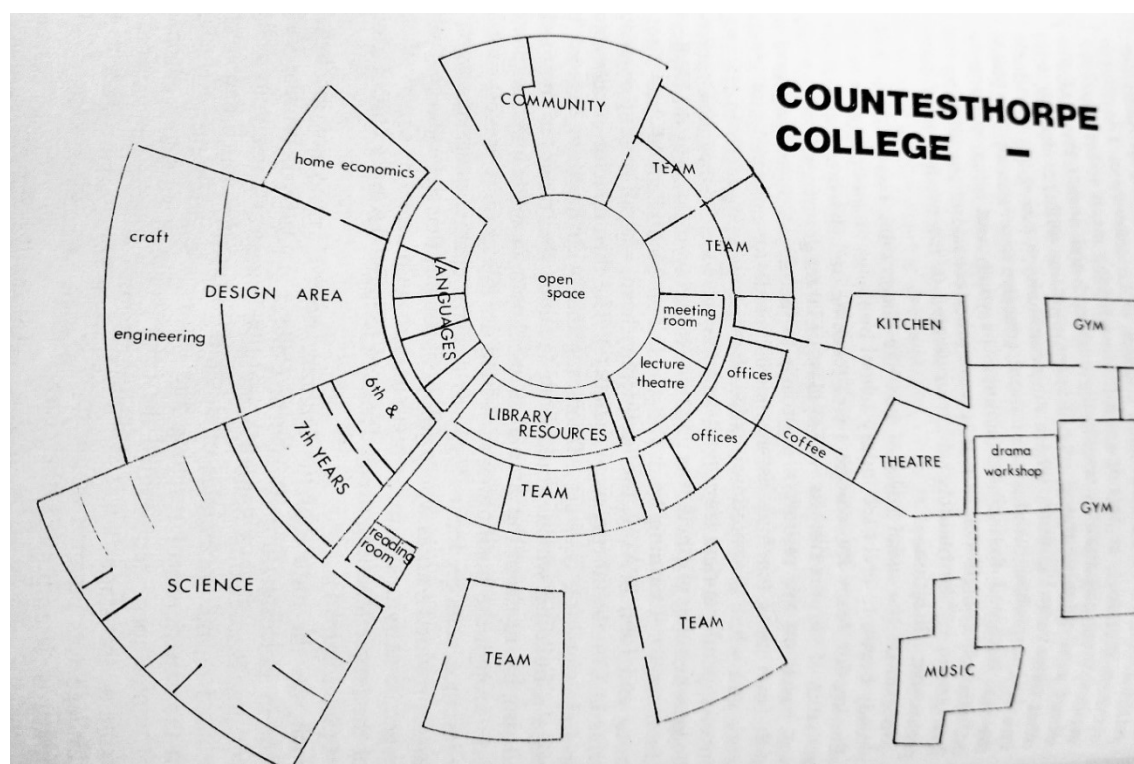 COUNTESTHORPE
COLLEGE –
COMMUNITY
home economics
TEAM
craft
TEAM
LANGUAGES
DESIGN AREA
open
space
meeting
room
KITCHEN
GYM
engineering
lecture
theatre
offices
6th &
7th YEARS
LIBRARY
RESOURCES
offices
coffee
THEATRE
drama
workshop
TEAM
GYM
reading
room
SCIENCE
TEAM
TEAM
MUSIC